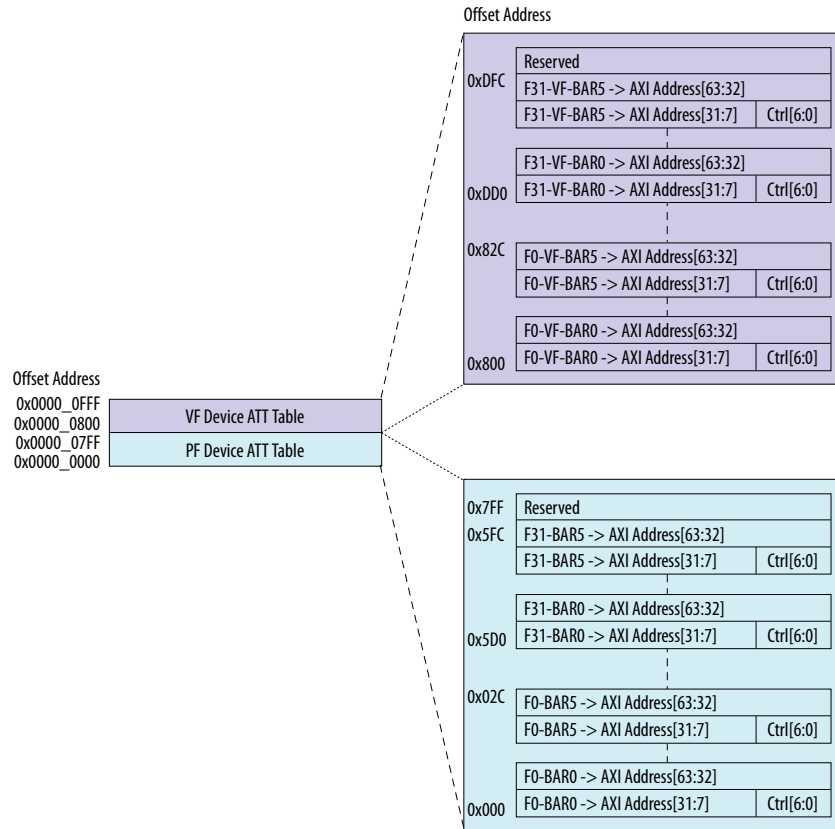 Offset Address
Reserved
0xDFC
F31-VF-BAR5 -> AXI Address[63:32]
F31-VF-BAR5 -> AXI Address[31:7] Ctrl[6:0]
F31-VF-BAR0 -> AXI Address[63:32]
0xDD0 F31-VF-BAR0 -> AXI Address[31:7] Ctrl[6:0]
0x82C
F0-VF-BAR5 -> AXI Address[63:32]
F0-VF-BAR5 -> AXI Address[31:7] Ctrl[6:0]
F0-VF-BAR0 -> AXI Address[63:32]
0x800 F0-VF-BAR0 -> AXI Address[31:7] Ctrl[6:0]
Offset Address
0x0000_0FFF
VF Device ATT Table
0x0000_0800
0x0000_07FF
PF Device ATT Table
0x0000_0000
0x7FF Reserved
0x5FC F31-BAR5 -> AXI Address[63:32]
F31-BAR5 -> AXI Address[31:7] Ctrl[6:0]
F31-BAR0 -> AXI Address[63:32]
0x5D0 F31-BAR0 -> AXI Address[31:7] Ctrl[6:0]
0x02C F0-BAR5 -> AXI Address[63:32]
F0-BAR5 -> AXI Address[31:7] Ctrl[6:0]
F0-BAR0 -> AXI Address[63:32]
0x000 F0-BAR0 -> AXI Address[31:7] Ctrl[6:0]